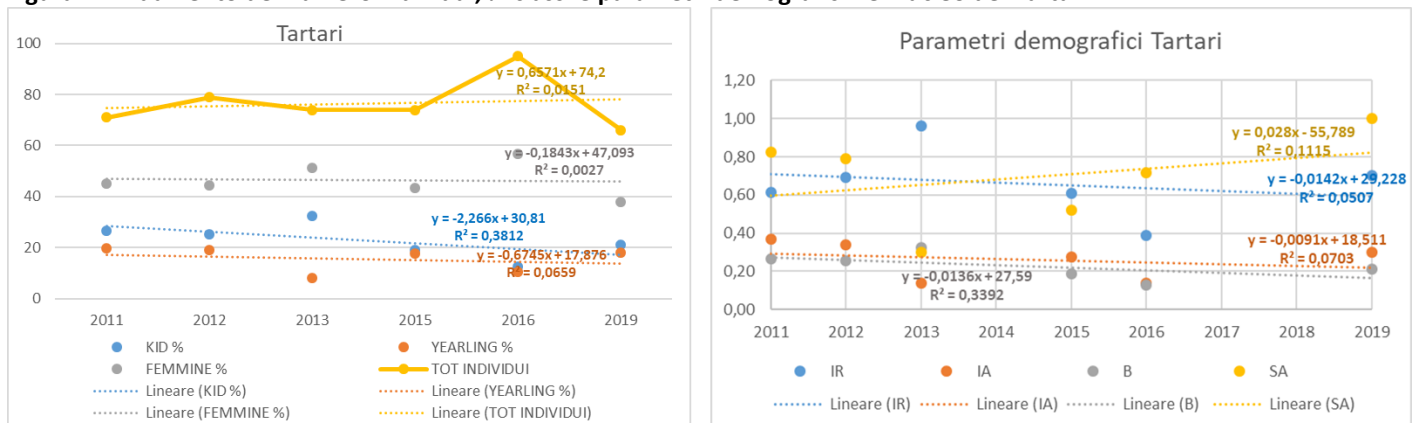 Tartari
100
80
60
40
20
0
y = 0,6571x + 74,2
R² = 0,0151
y = -0,1843x + 47,093
R² = 0,0027
y = -2,266x + 30,81
R² = 0,3812
y = -0,6745x + 17,876
R² = 0,0659
2011 2012 2013 2015 2016 2019
KID % YEARLING %
FEMMINE % TOT INDIVIDUI
Lineare (KID %) Lineare (YEARLING %)
Lineare (FEMMINE %) Lineare (TOT INDIVIDUI)
Parametri demografici Tartari
1,20
1,00
0,80
0,60
0,40
0,20
0,00
y = 0,028x - 55,789
R² = 0,1115
y = -0,0142x + 29,228
R² = 0,0507
y = -0,0091x + 18,511
R² = 0,0703
y = -0,0136x + 27,59
R² = 0,3392
2011 2012 2013 2014 2015 2016 2017 2018 2019
IR IA B SA
Lineare (IR) Lineare (IA) Lineare (B) Lineare (SA)